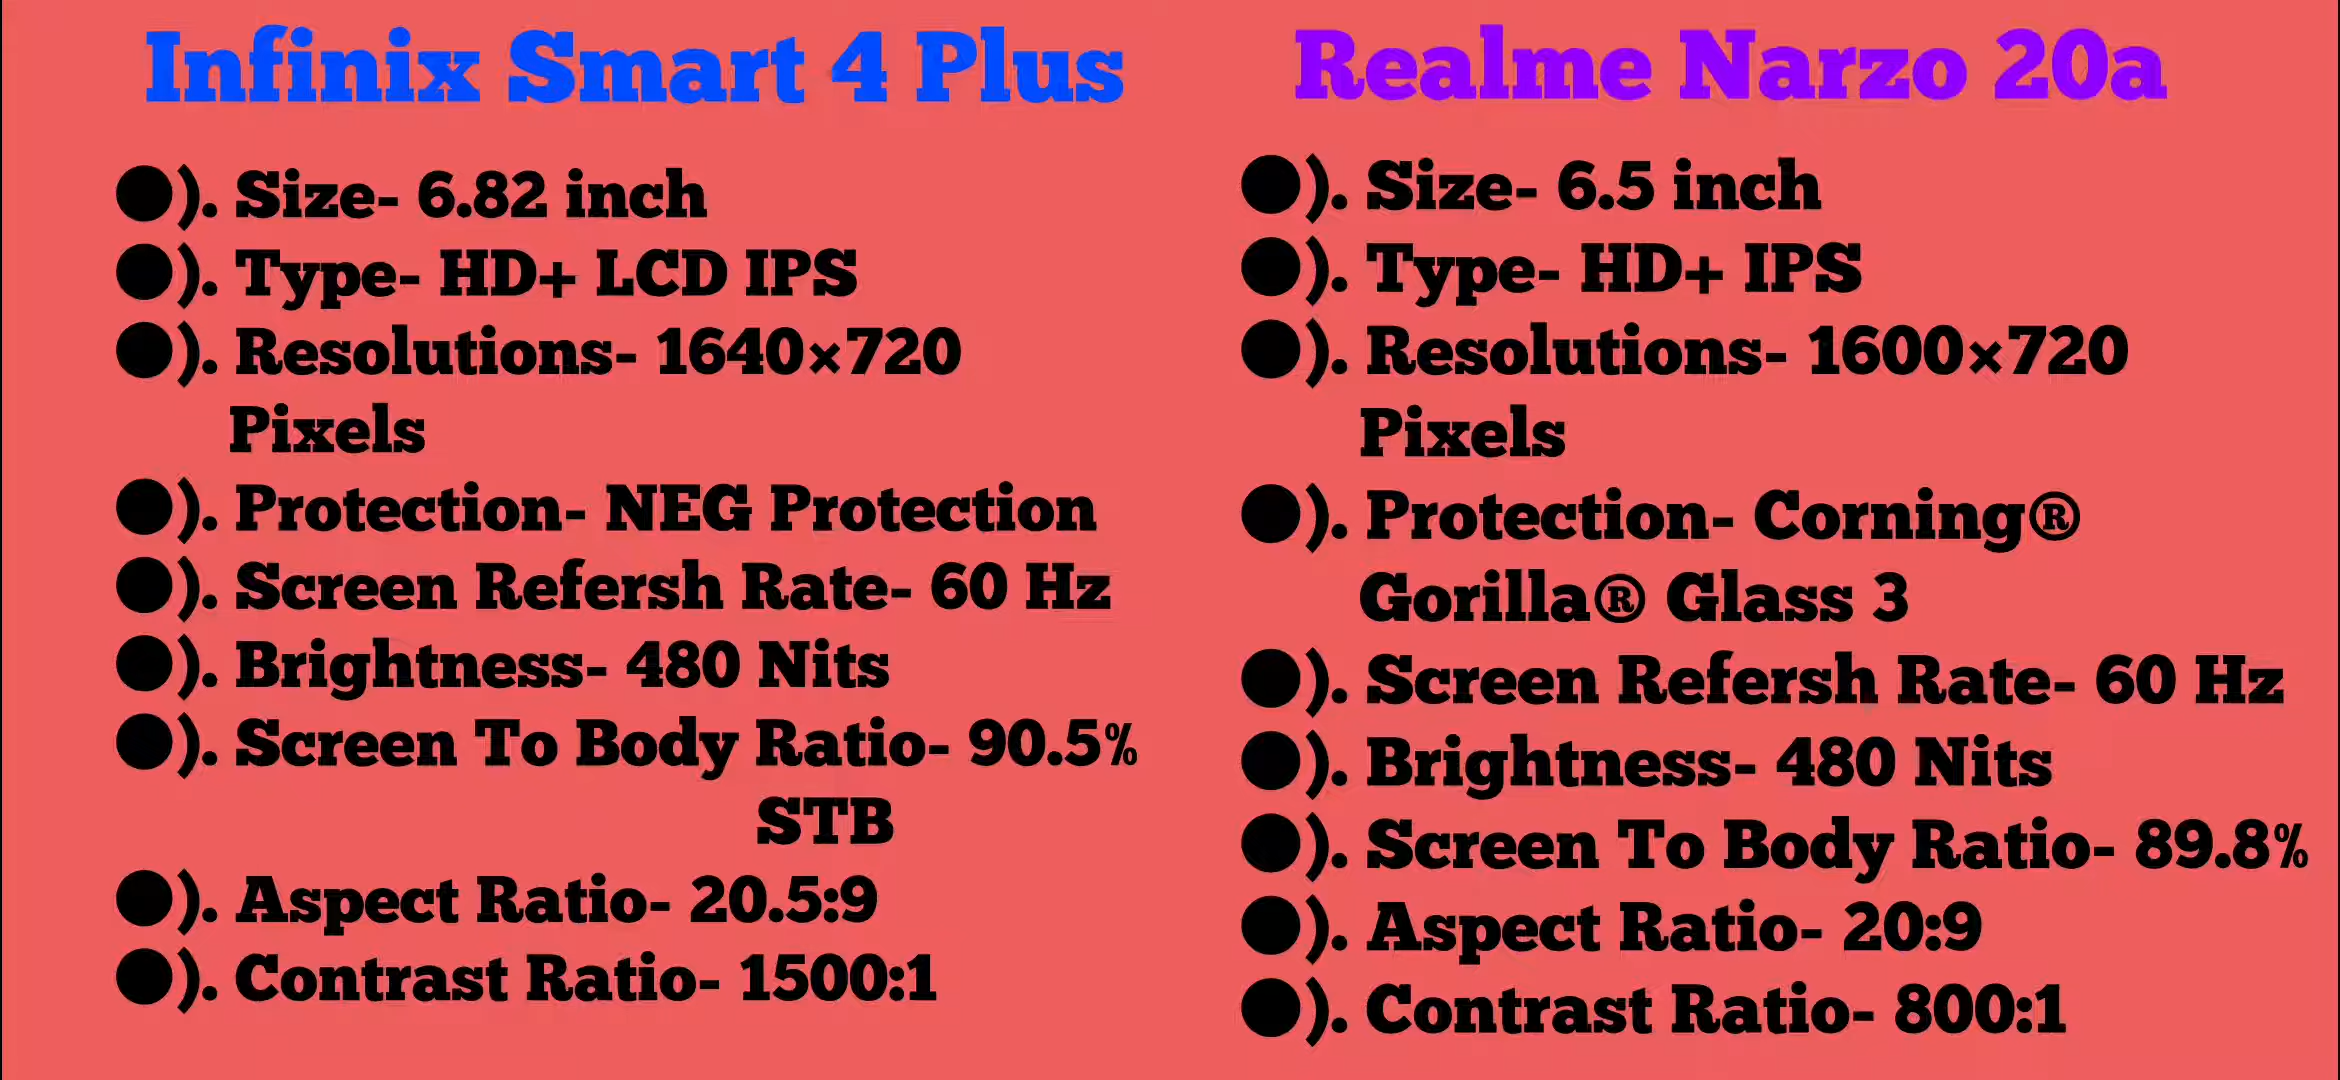 Infinix Smart 4 Plus
●). Size- 6.82 inch
●). Type- HD+ LCD IPS
●). Resolutions- 1640×720
Pixels
●). Protection- NEG Protection
●). Screen Refersh Rate- 60 Hz
●). Brightness- 480 Nits
●). Screen To Body Ratio- 90.5%
STB
●). Aspect Ratio- 20.5:9
●). Contrast Ratio- 1500:1
Realme Narzo 20a
●). Size- 6.5 inch
●). Type- HD+ IPS
●). Resolutions- 1600×720
Pixels
●). Protection- Corning®
Gorilla® Glass 3
●). Screen Refersh Rate- 60 Hz
●). Brightness- 480 Nits
●). Screen To Body Ratio- 89.8%
●). Aspect Ratio- 20:9
●). Contrast Ratio- 800:1